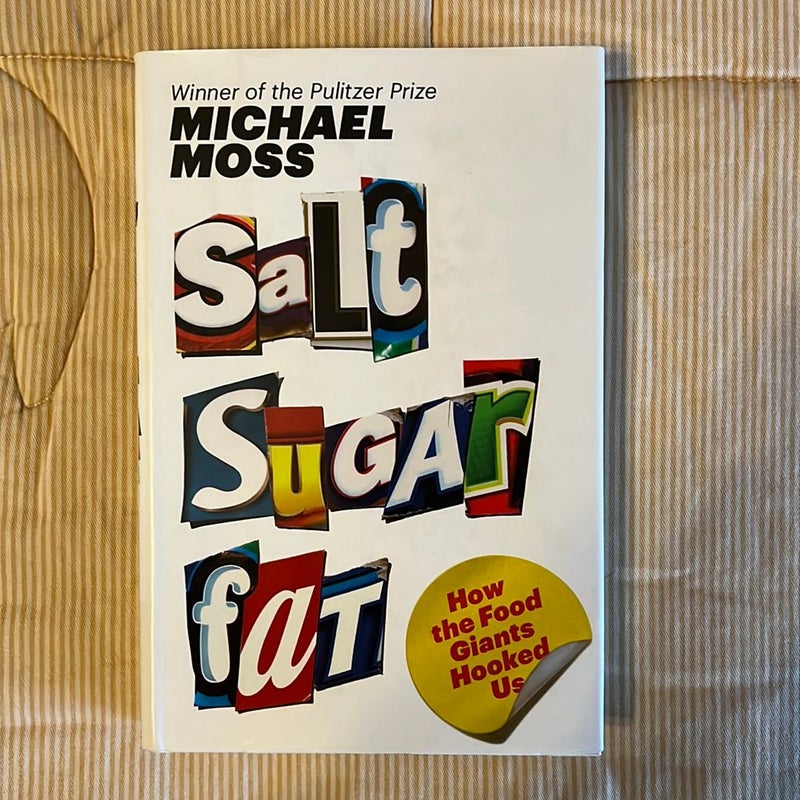 Winner of the Pulitzer Prize
MICHAEL
MOSS
SaLt
SuGAr
faT
How
the Food
Giants
Hooked
Us